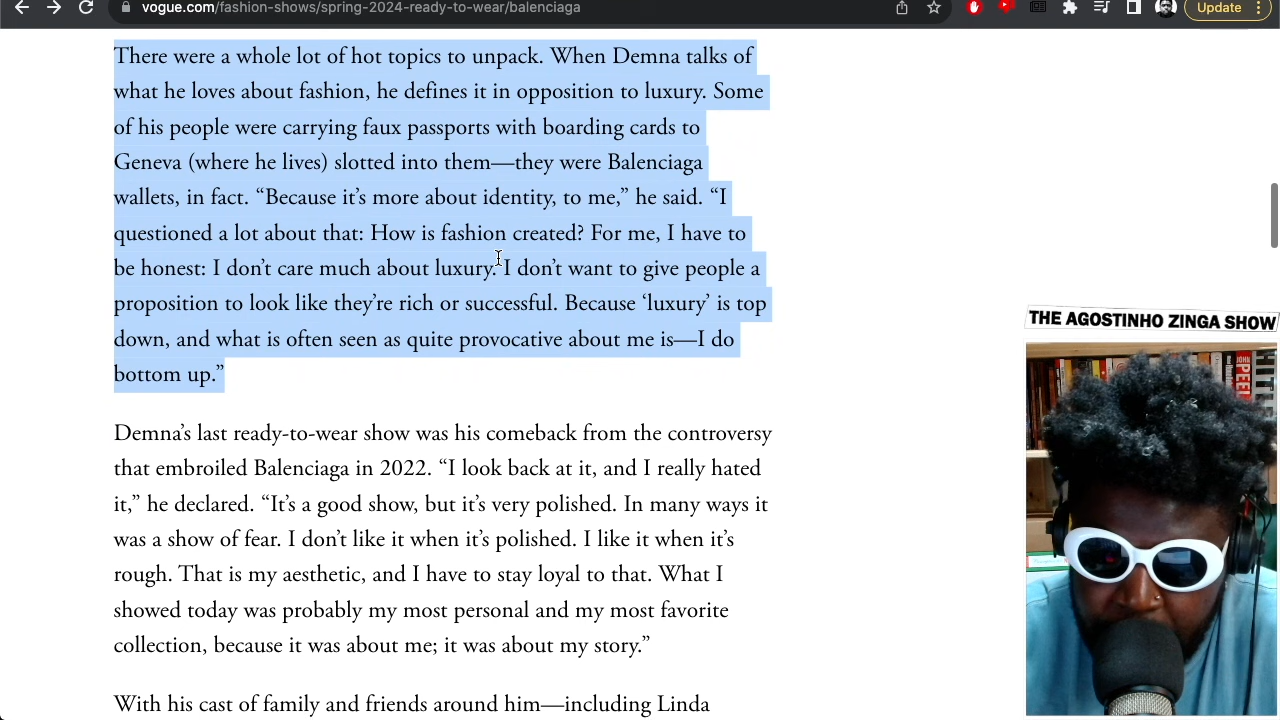 vogue.com/fashion-shows/spring-2024-ready-to-wear/balenciaga
Update
There were a whole lot of hot topics to unpack. When Demna talks of
what he loves about fashion, he defines it in opposition to luxury. Some
of his people were carrying faux passports with boarding cards to
Geneva (where he lives) slotted into them—they were Balenciaga
wallets, in fact. “Because it’s more about identity, to me,” he said. “I
questioned a lot about that: How is fashion created? For me, I have to
be honest: I don’t care much about luxury. I don’t want to give people a
proposition to look like they’re rich or successful. Because ‘luxury’ is top
down, and what is often seen as quite provocative about me is—I do
bottom up.”
Demna’s last ready-to-wear show was his comeback from the controversy
that embroiled Balenciaga in 2022. “I look back at it, and I really hated
it,” he declared. “It’s a good show, but it’s very polished. In many ways it
was a show of fear. I don’t like it when it’s polished. I like it when it’s
rough. That is my aesthetic, and I have to stay loyal to that. What I
showed today was probably my most personal and my most favorite
collection, because it was about me; it was about my story.”
With his cast of family and friends around him—including Linda
THE AGOSTINHO ZINGA SHOW
JOHN
PEEL